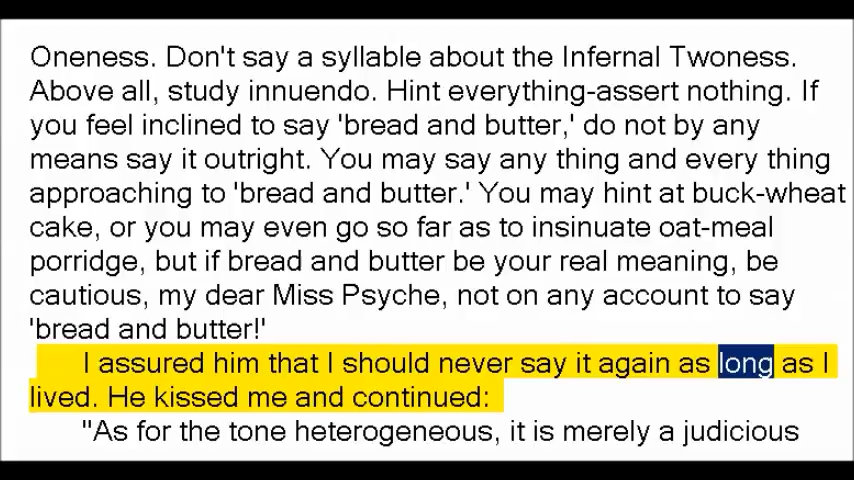 Oneness. Don't say a syllable about the Infernal Twoness.
Above all, study innuendo. Hint everything-assert nothing. If
you feel inclined to say 'bread and butter,' do not by any
means say it outright. You may say any thing and every thing
approaching to 'bread and butter.' You may hint at buck-wheat
cake, or you may even go so far as to insinuate oat-meal
porridge, but if bread and butter be your real meaning, be
cautious, my dear Miss Psyche, not on any account to say
'bread and butter!'
I assured him that I should never say it again as long as I
lived. He kissed me and continued:
"As for the tone heterogeneous, it is merely a judicious